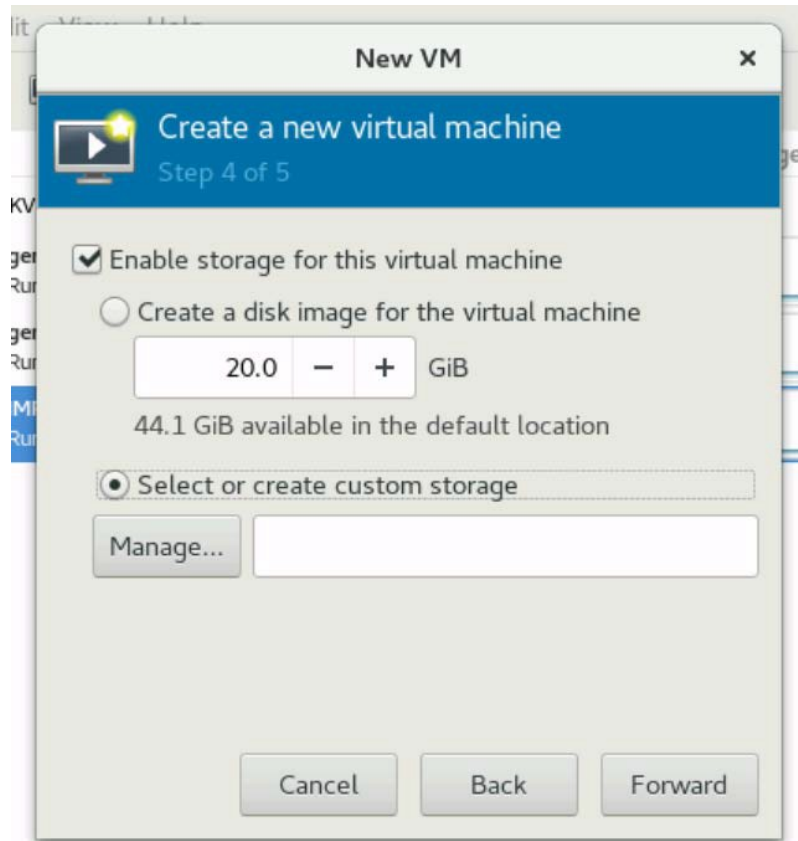 New VM
Create a new virtual machine
Step 4 of 5
KV
Enable storage for this virtual machine
Create a disk image for the virtual machine
20.0 − + GiB
44.1 GiB available in the default location
Select or create custom storage
Manage...
Cancel Back Forward